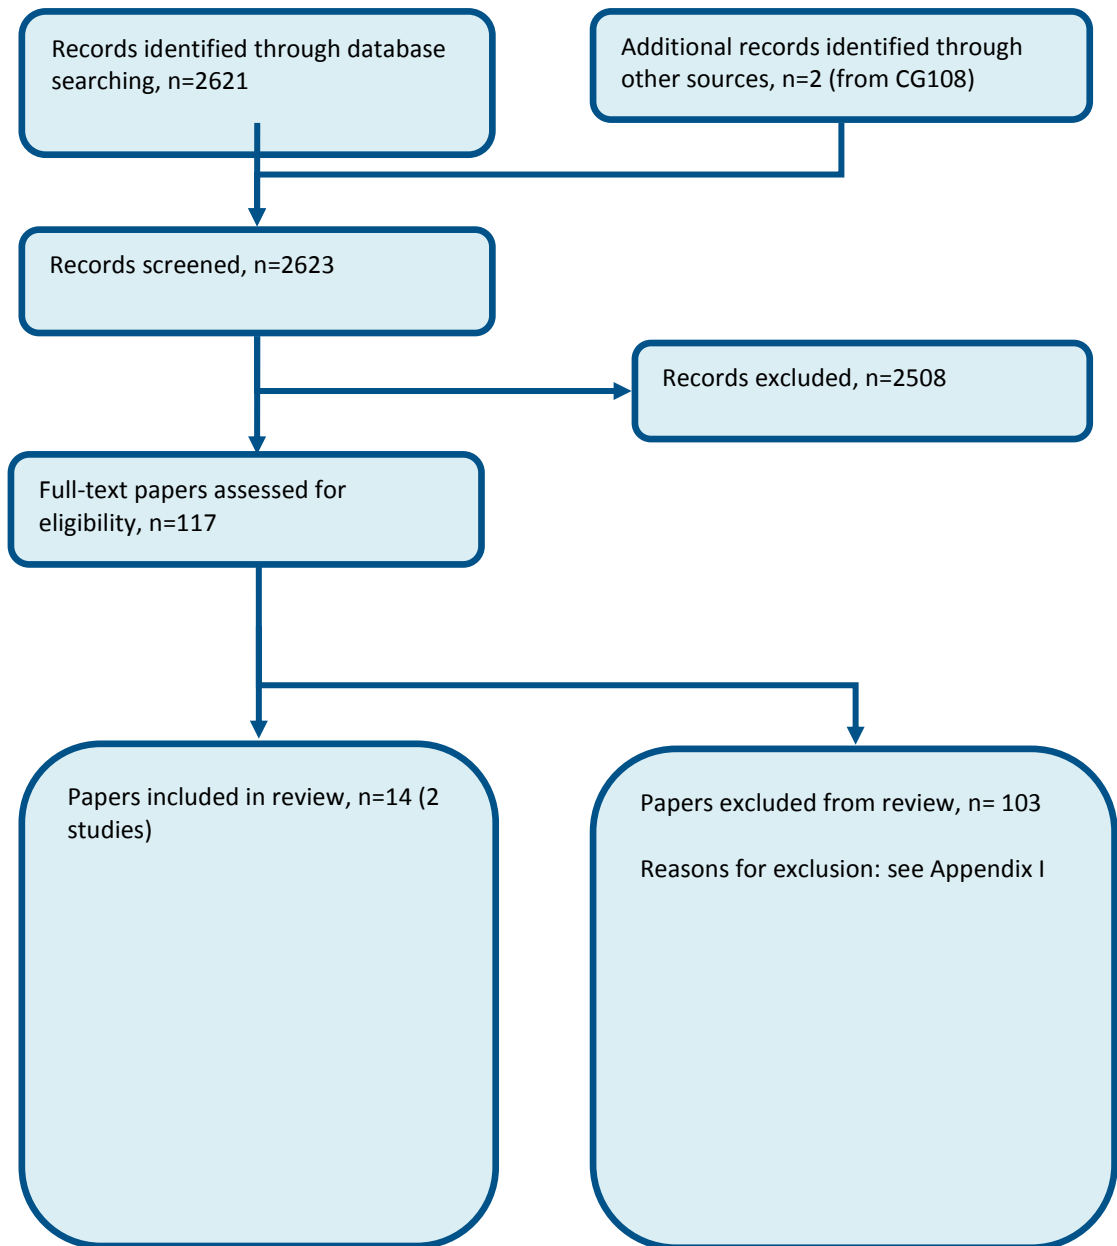 Records identified through database
searching, n=2621
Additional records identified through
other sources, n=2 (from CG108)
Records screened, n=2623
Records excluded, n=2508
Full-text papers assessed for
eligibility, n=117
Papers included in review, n=14 (2
studies)
Papers excluded from review, n= 103
Reasons for exclusion: see Appendix I